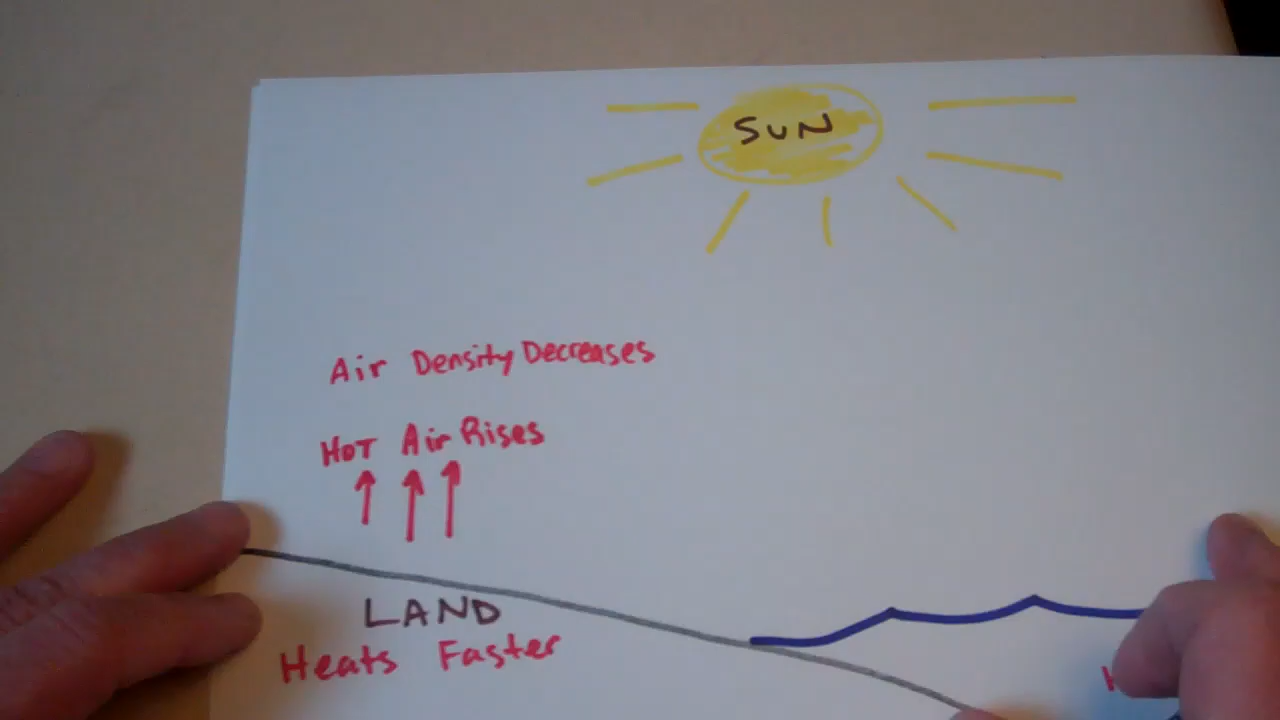 SUN
Air Density Decreases
HOT Air Rises
LAND
Heats Faster